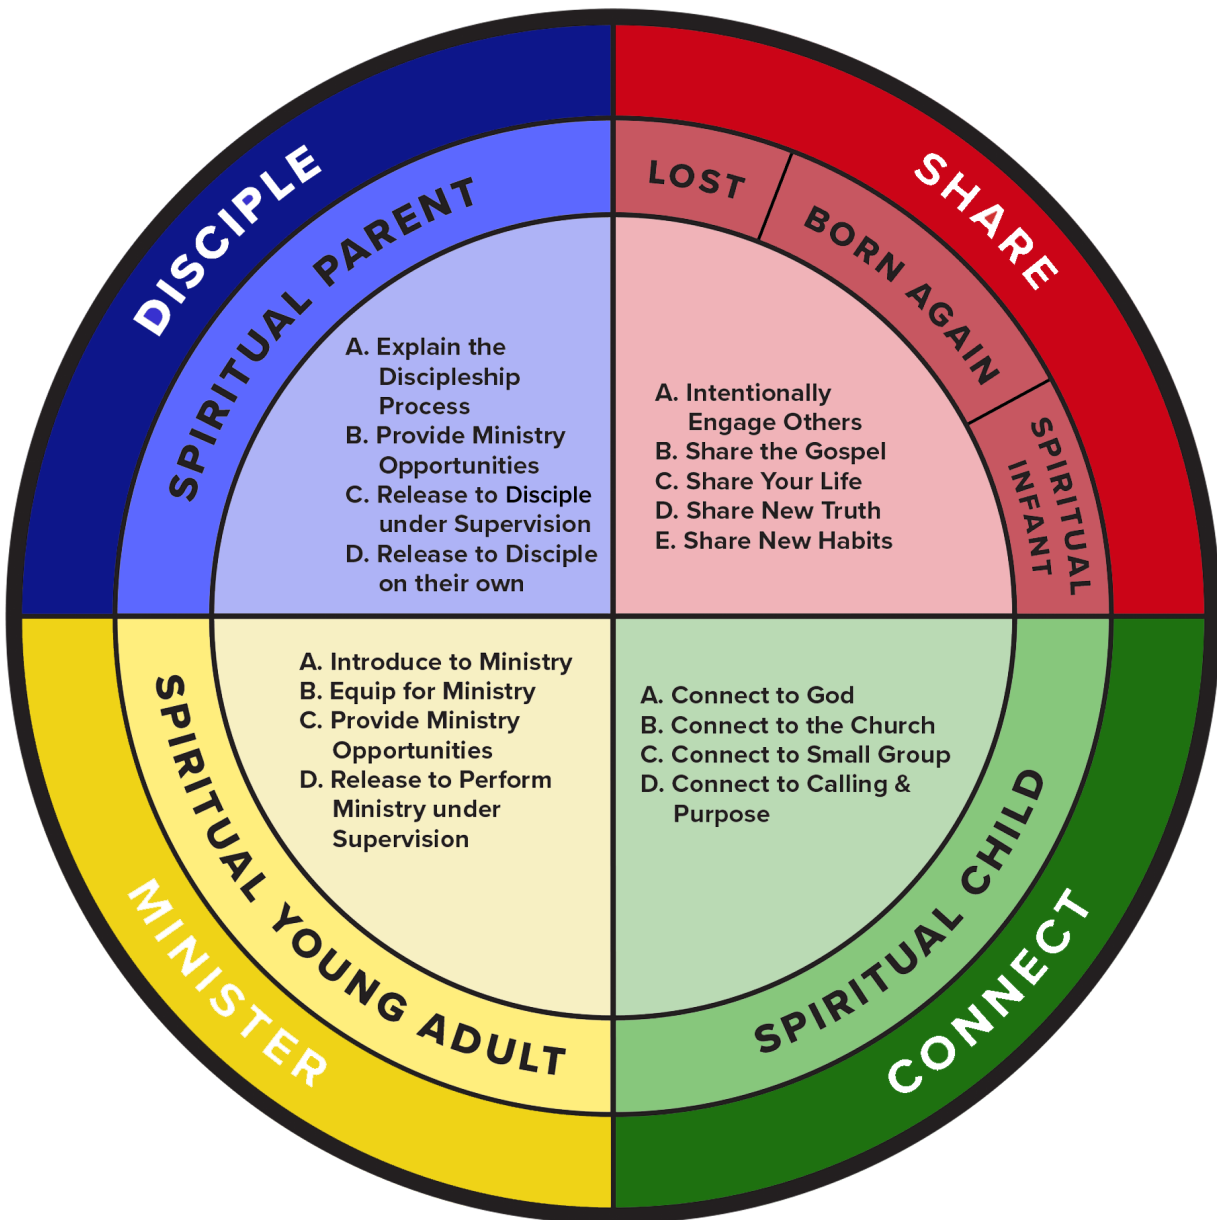 DISCIPLE
SPIRITUAL PARENT
A. Explain the
Discipleship
Process
B. Provide Ministry
Opportunities
C. Release to Disciple
under Supervision
D. Release to Disciple
on their own
SHARE
LOST
BORN AGAIN
SPIRITUAL
INFANT
A. Intentionally
Engage Others
B. Share the Gospel
C. Share Your Life
D. Share New Truth
E. Share New Habits
CONNECT
SPIRITUAL CHILD
A. Connect to God
B. Connect to the Church
C. Connect to Small Group
D. Connect to Calling &
Purpose
MINISTER
SPIRITUAL YOUNG ADULT
A. Introduce to Ministry
B. Equip for Ministry
C. Provide Ministry
Opportunities
D. Release to Perform
Ministry under
Supervision